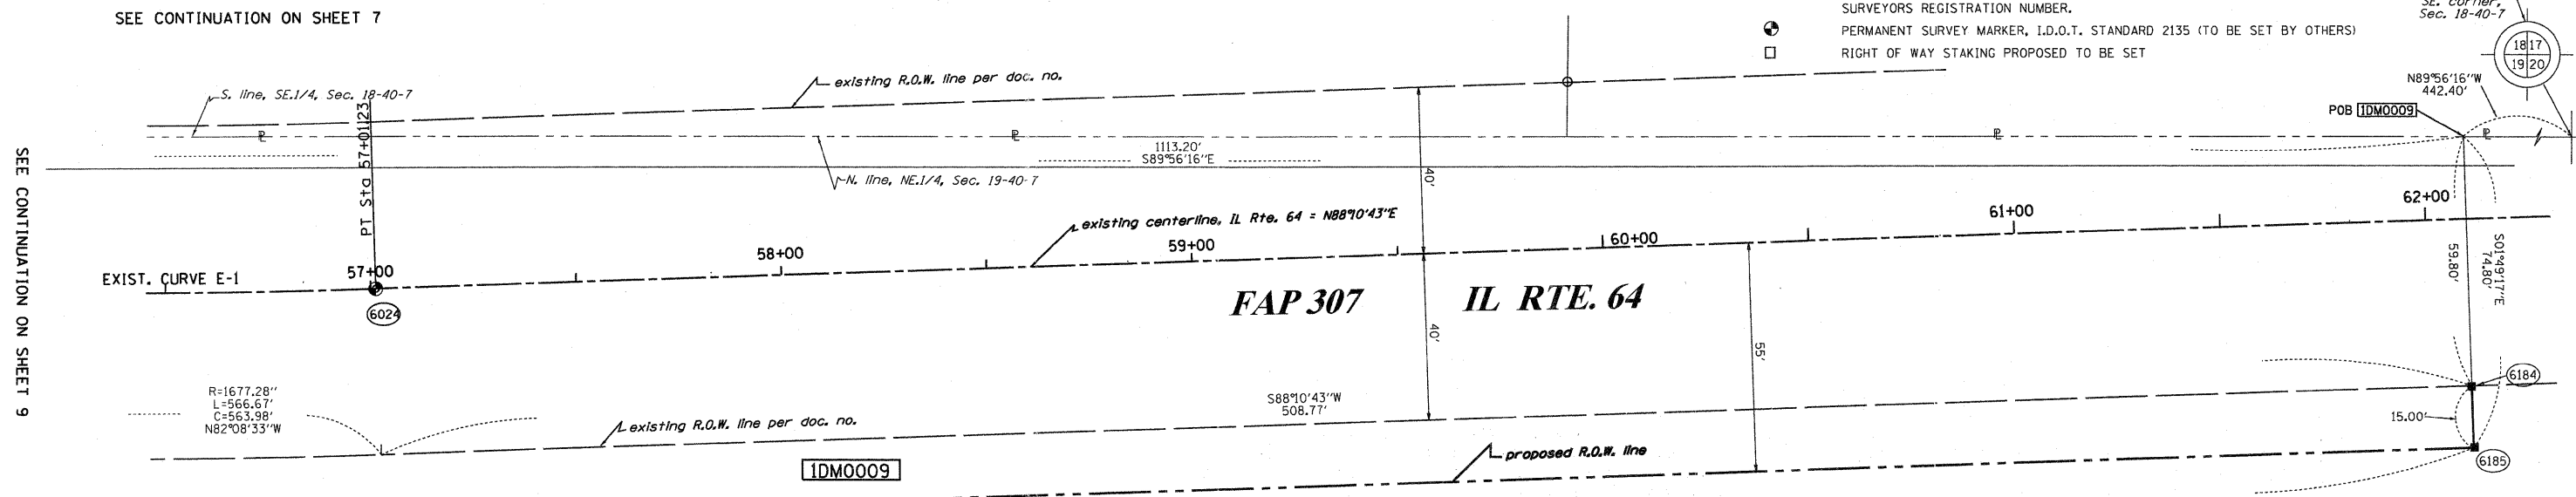 SEE CONTINUATION ON SHEET 7
SURVEYORS REGISTRATION NUMBER.
PERMANENT SURVEY MARKER, I.D.O.T. STANDARD 2135 (TO BE SET BY OTHERS)
RIGHT OF WAY STAKING PROPOSED TO BE SET
SE. corner,
Sec. 18-40-7
18 17
19 20
N89°56'16"W
442.40'
POB 1DM0009
existing R.O.W. line per doc. no.
S. line, SE.1/4, Sec. 18-40-7
PT Sta 57+01.23
1113.20'
S89°56'16"E
N. line, NE.1/4, Sec. 19-40-7
40'
SEE CONTINUATION ON SHEET 9
existing centerline, IL Rte. 64 = N88°10'43"E
EXIST. CURVE E-1
57+00
58+00
59+00
60+00
61+00
62+00
6024
FAP 307
IL RTE. 64
40'
55'
59.80'
S01°49'17"E
74.80'
R=1677.28''
L=566.67'
C=563.98'
N82°08'33"W
S88°10'43"W
508.77'
6184
15.00'
existing R.O.W. line per doc. no.
1DM0009
proposed R.O.W. line
6185